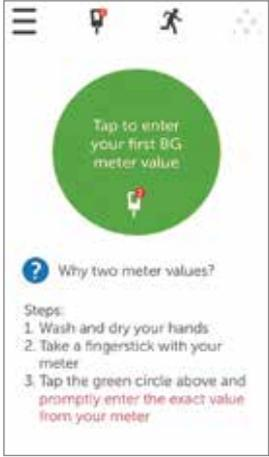 Tap to enter
your first BG
meter value
? Why two meter values?
Steps:
1. Wash and dry your hands
2. Take a fingerstick with your
meter
3. Tap the green circle above and
promptly enter the exact value
from your meter